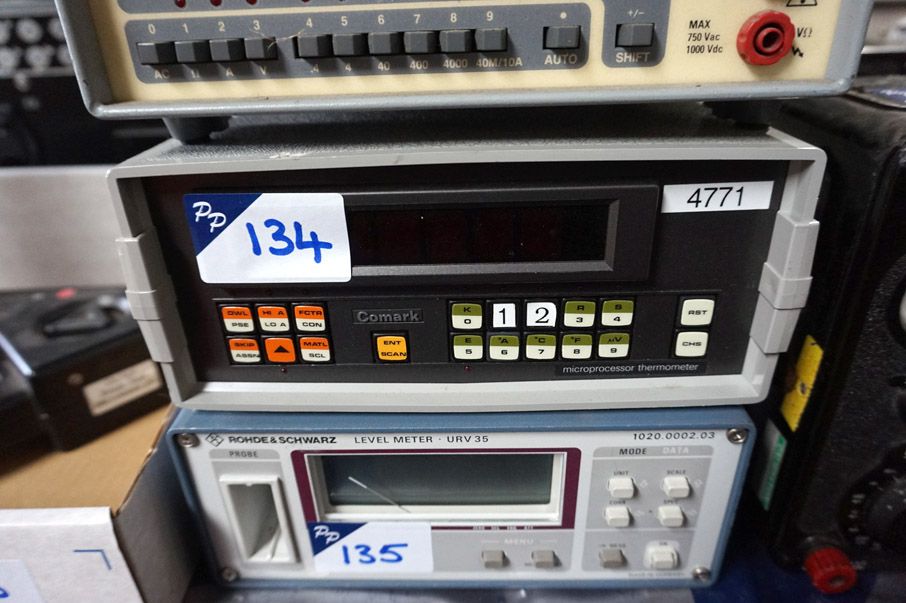 0 1 2 3 4 5 6 7 8 9 +/-
AC Ω A V .4 4 40 400 4000 40M/10A AUTO SHIFT
MAX
750 Vac
1000 Vdc
VΩ
PP
134
4771
DWL HI A FCTR
PSE LO A CON
SKIP MATL
ASSN SCL
Comark
ENT
SCAN
K 1 2 R S
0 3 4
E °A °C °F µV
5 6 7 8 9
RST
CHS
microprocessor thermometer
ROHDE & SCHWARZ LEVEL METER · URV 35 1020.0002.03
PROBE
MODE DATA
UNIT SCALE
MENU
PP
135